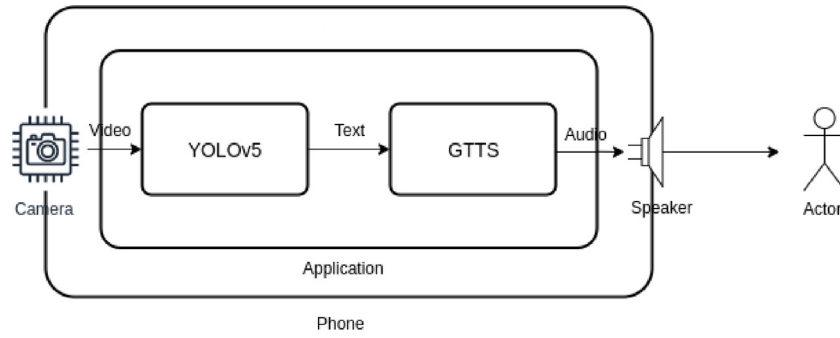 Video
Text
Audio
YOLOv5
GTTS
Camera
Speaker
Actor
Application
Phone